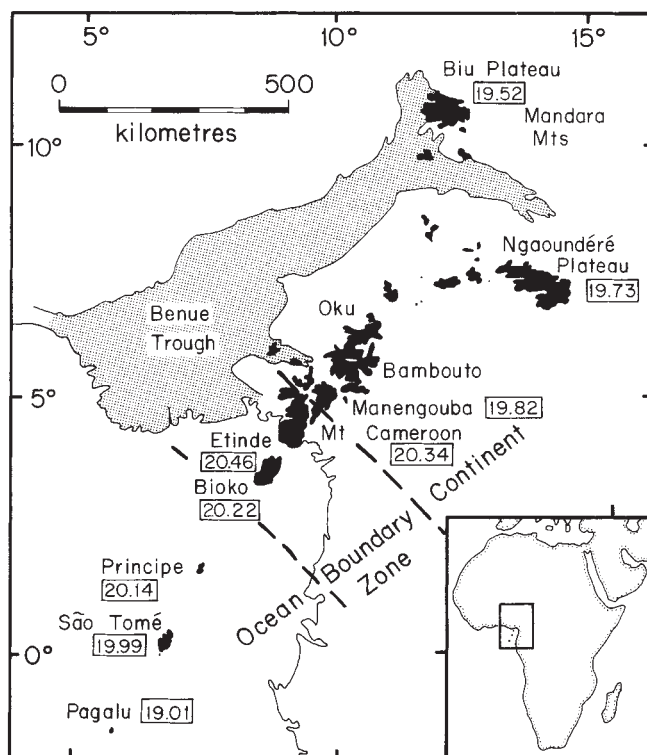 5°
10°
15°
0
500
kilometres
Biu Plateau
19.52
Mandara
Mts
10°
Ngaoundéré
Plateau
19.73
Benue
Trough
Oku
Bambouto
5°
Manengouba 19.82
Mt Cameroon
20.34
Etinde
20.46
Bioko
20.22
Ocean
Boundary
Zone
Continent
Principe
20.14
São Tomé
19.99
0°
Pagalu 19.01